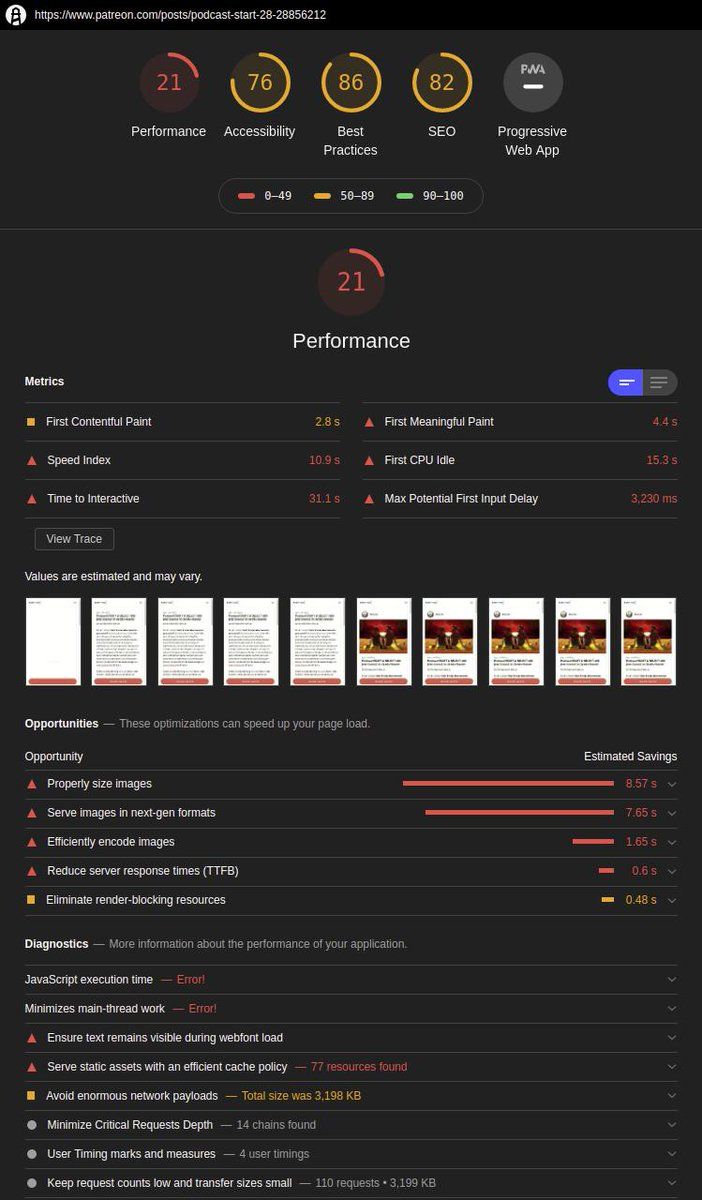 https://www.patreon.com/posts/podcast-start-28-28856212
21 76 86 82 PWA
Performance Accessibility Best Practices SEO Progressive Web App
0–49 50–89 90–100
21
Performance
Metrics
First Contentful Paint 2.8 s First Meaningful Paint 4.4 s
Speed Index 10.9 s First CPU Idle 15.3 s
Time to Interactive 31.1 s Max Potential First Input Delay 3,230 ms
View Trace
Values are estimated and may vary.
Opportunities — These optimizations can speed up your page load.
Opportunity Estimated Savings
Properly size images 8.57 s
Serve images in next-gen formats 7.65 s
Efficiently encode images 1.65 s
Reduce server response times (TTFB) 0.6 s
Eliminate render-blocking resources 0.48 s
Diagnostics — More information about the performance of your application.
JavaScript execution time — Error!
Minimizes main-thread work — Error!
Ensure text remains visible during webfont load
Serve static assets with an efficient cache policy — 77 resources found
Avoid enormous network payloads — Total size was 3,198 KB
Minimize Critical Requests Depth — 14 chains found
User Timing marks and measures — 4 user timings
Keep request counts low and transfer sizes small — 110 requests • 3,199 KB